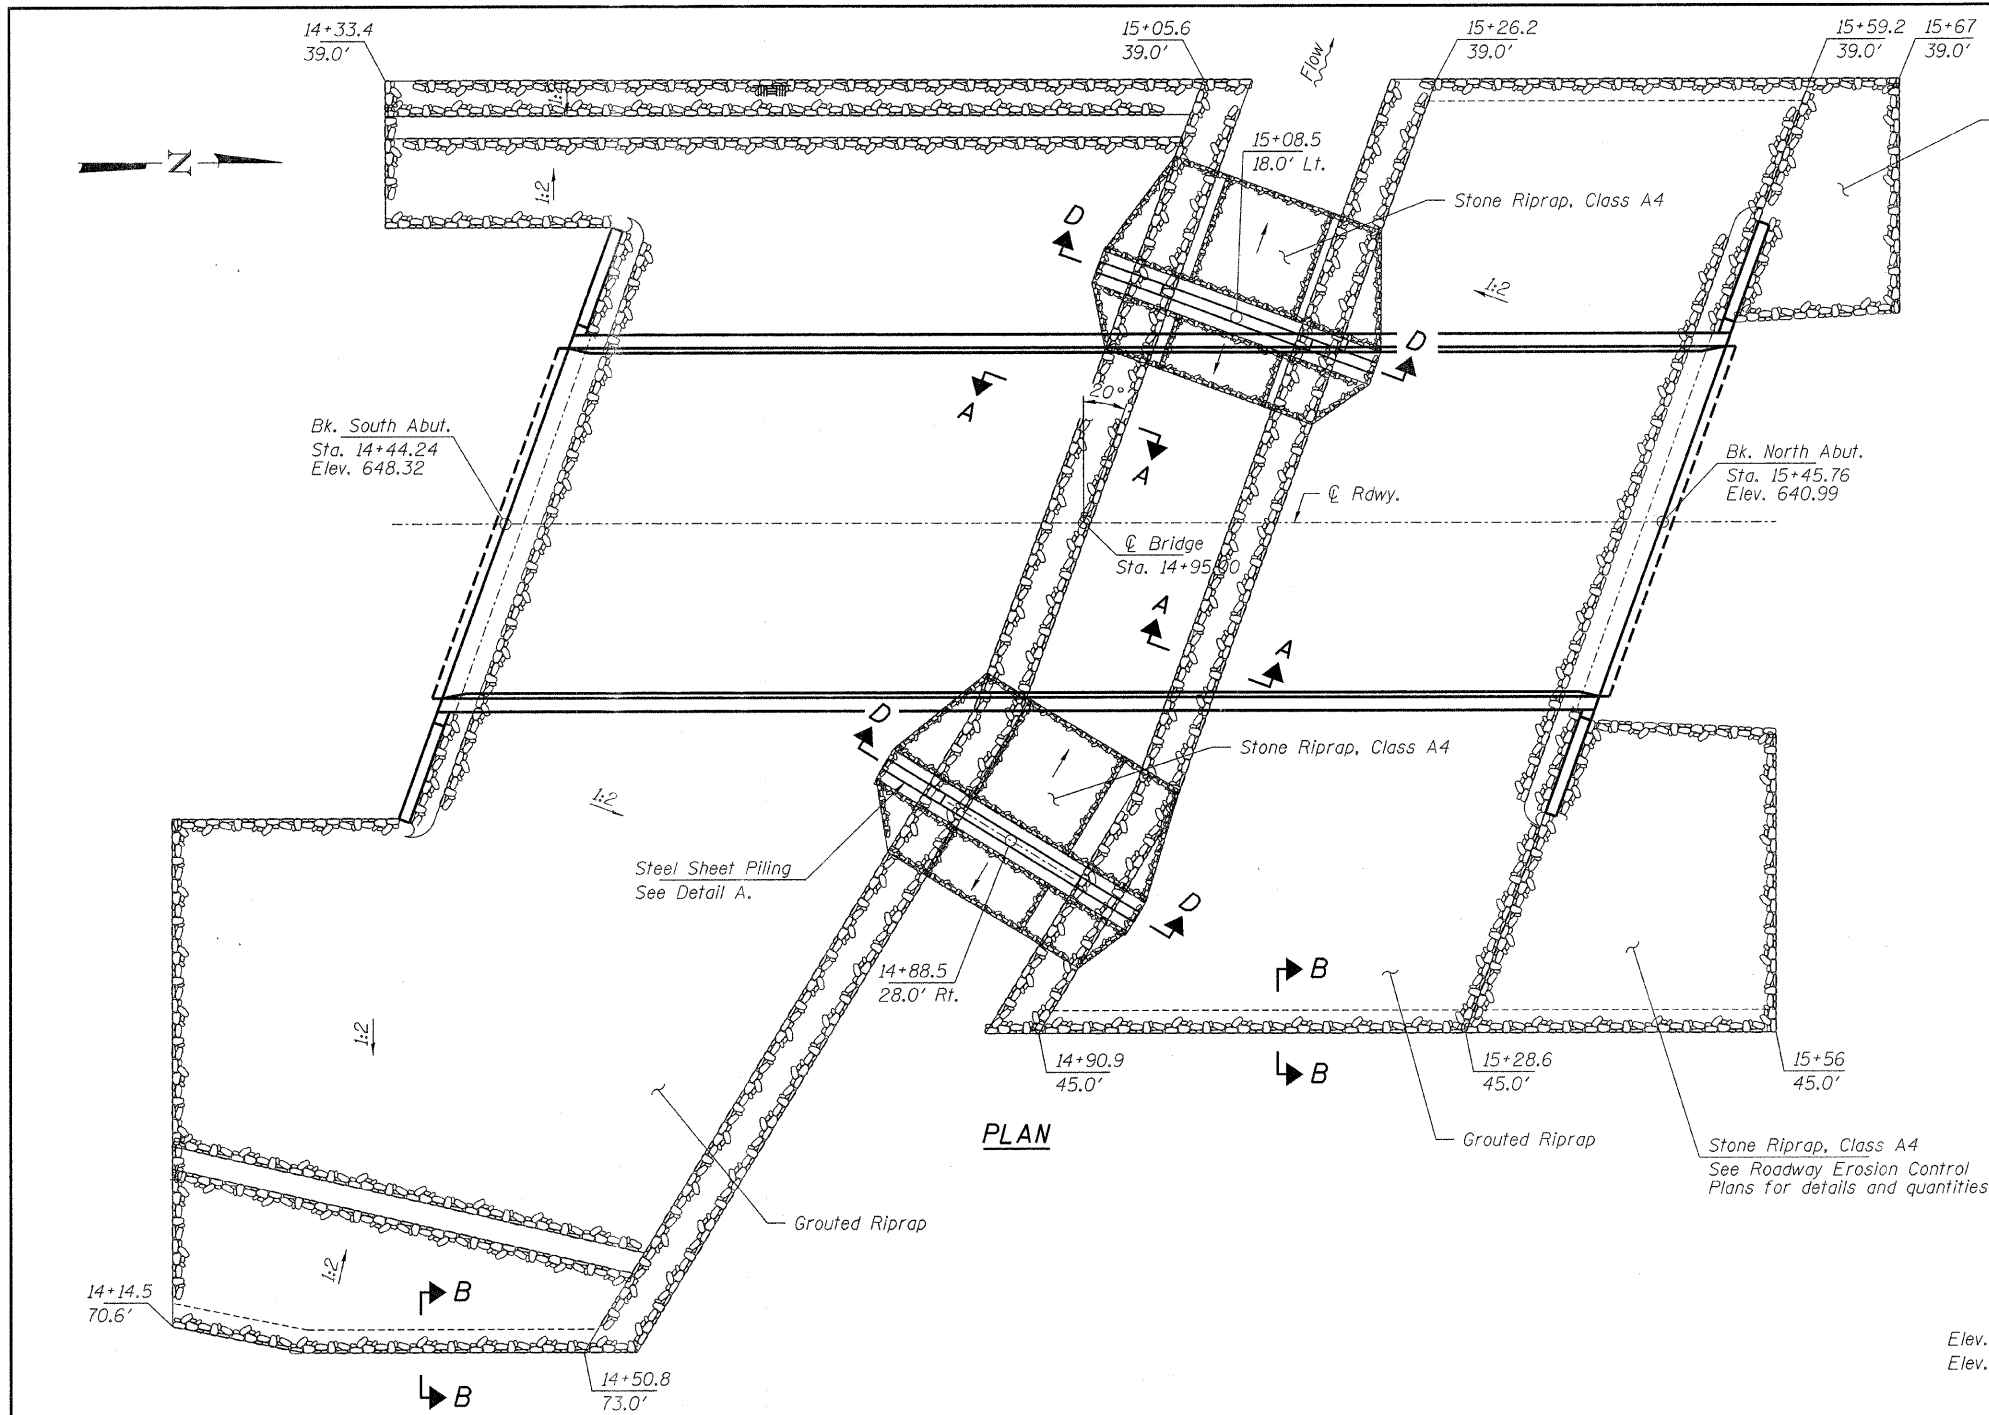 14+33.4
39.0'
15+05.6
39.0'
Flow
15+26.2
39.0'
15+59.2
39.0'
15+67
39.0'
N
1:2
15+08.5
18.0' Lt.
Stone Riprap, Class A4
D
1:2
D
20°
A
A
Bk. South Abut.
Sta. 14+44.24
Elev. 648.32
Bk. North Abut.
Sta. 15+45.76
Elev. 640.99
℄ Rdwy.
℄ Bridge
Sta. 14+95.00
A
A
D
Stone Riprap, Class A4
1:2
Steel Sheet Piling
See Detail A.
D
14+88.5
28.0' Rt.
B
1:2
14+90.9
45.0'
B
15+28.6
45.0'
15+56
45.0'
PLAN
Grouted Riprap
Stone Riprap, Class A4
See Roadway Erosion Control
Plans for details and quantities
Grouted Riprap
1:2
B
14+14.5
70.6'
B
14+50.8
73.0'
Elev.
Elev.